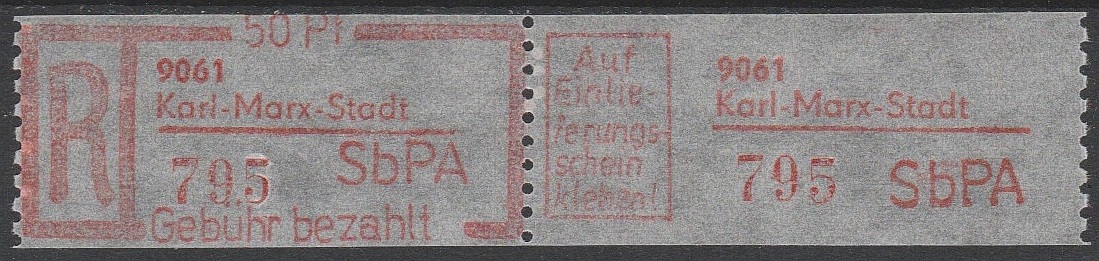 50 Pf
R
9061
Karl-Marx-Stadt
795
SbPA
Gebühr bezahlt
Auf
Einlie-
ferungs-
schein
kleben!
9061
Karl-Marx-Stadt
795
SbPA